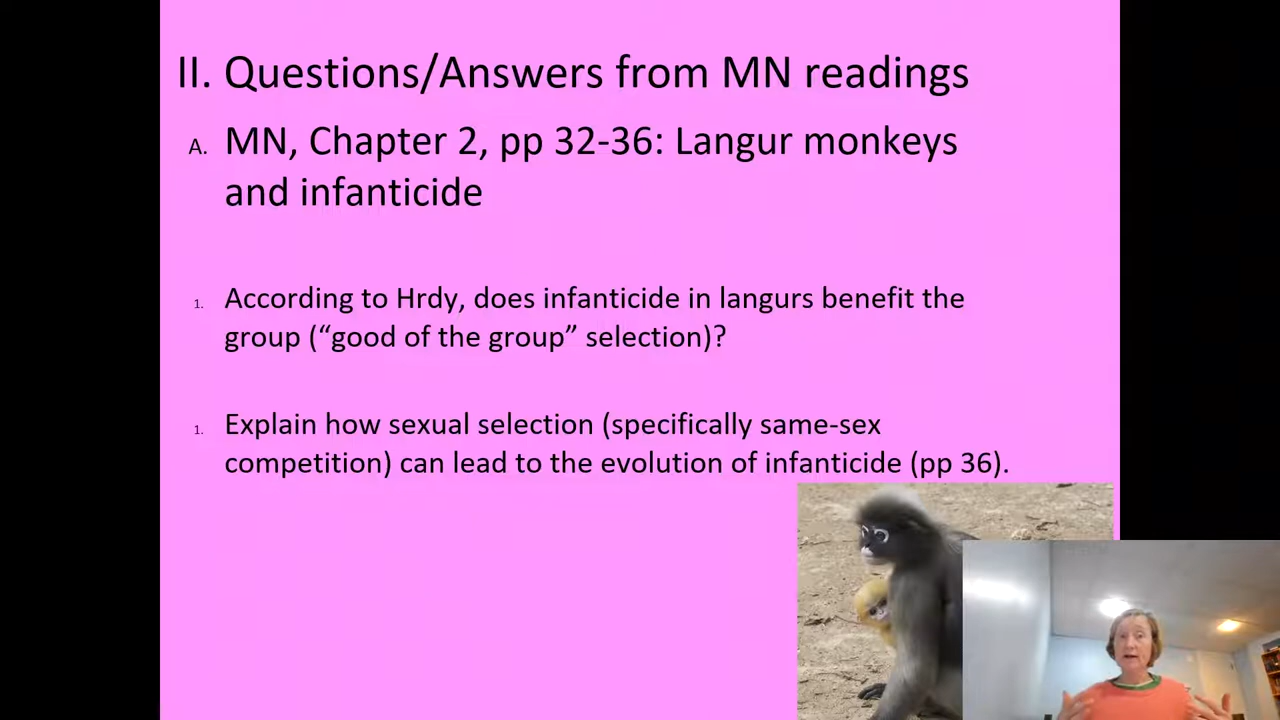 II. Questions/Answers from MN readings
A. MN, Chapter 2, pp 32-36: Langur monkeys
and infanticide
1. According to Hrdy, does infanticide in langurs benefit the
group (“good of the group” selection)?
1. Explain how sexual selection (specifically same-sex
competition) can lead to the evolution of infanticide (pp 36).